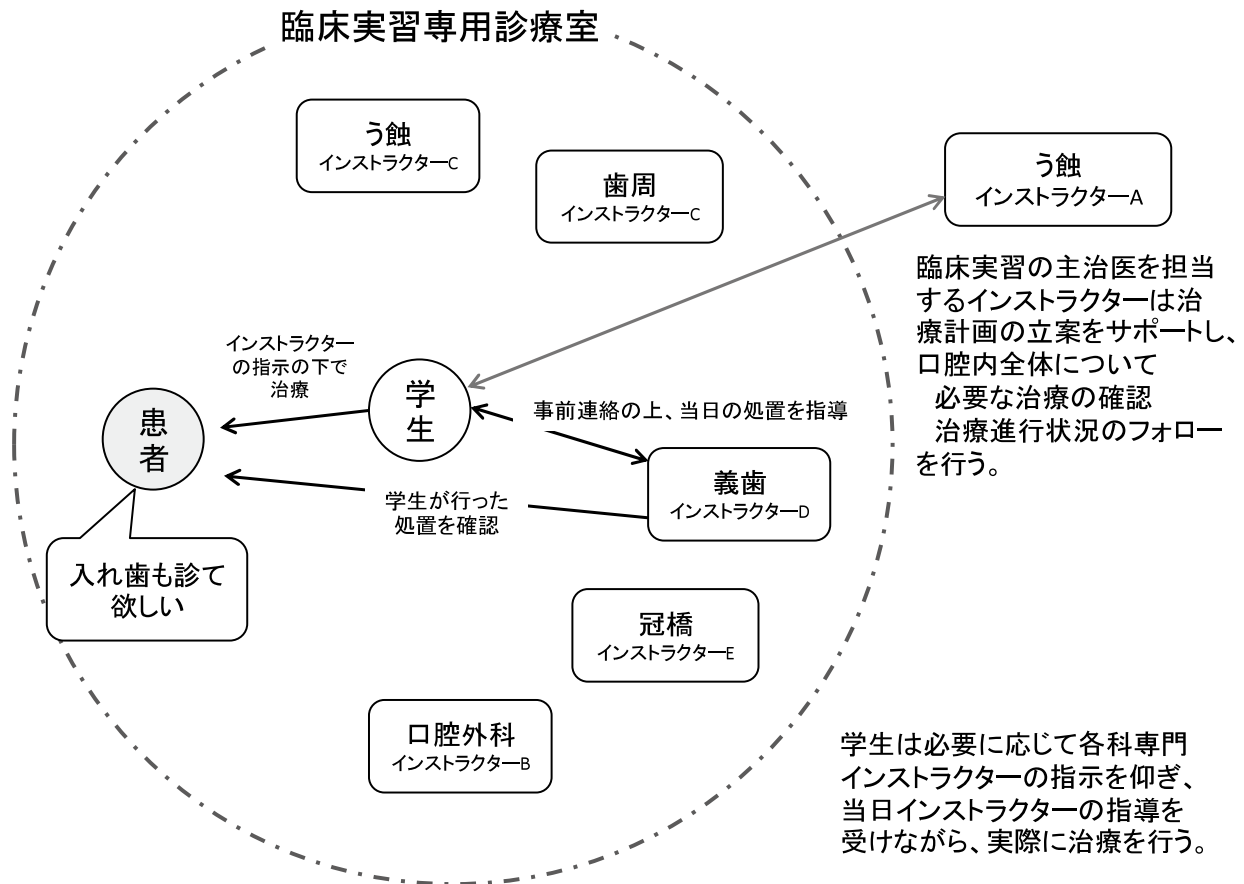 臨床実習専用診療室
う蝕
インストラクターC
歯周
インストラクターC
う蝕
インストラクターA
臨床実習の主治医を担当
するインストラクターは治
療計画の立案をサポートし、
口腔内全体について
必要な治療の確認
治療進行状況のフォロー
を行う。
インストラクター
の指示の下で
治療
学生
患者
事前連絡の上、当日の処置を指導
義歯
インストラクターD
学生が行った
処置を確認
入れ歯も診て
欲しい
冠橋
インストラクターE
口腔外科
インストラクターB
学生は必要に応じて各科専門
インストラクターの指示を仰ぎ、
当日インストラクターの指導を
受けながら、実際に治療を行う。